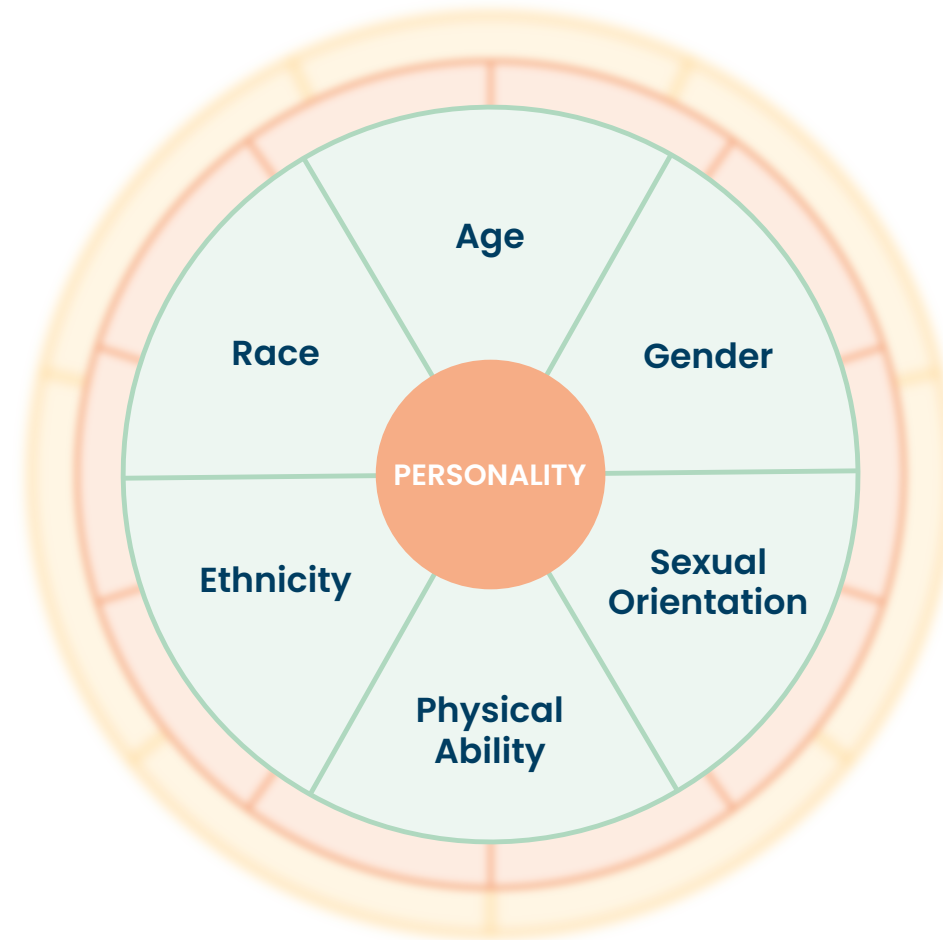 Age
Race
Gender
PERSONALITY
Sexual
Orientation
Ethnicity
Physical
Ability